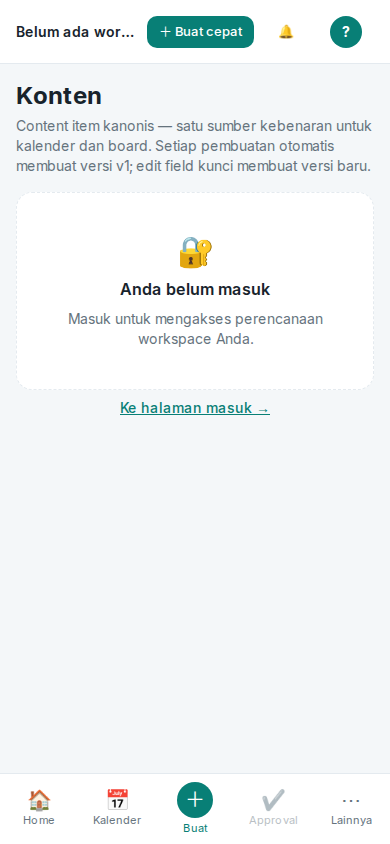 Belum ada wor...
+ Buat cepat
?
Konten
Content item kanonis — satu sumber kebenaran untuk
kalender dan board. Setiap pembuatan otomatis
membuat versi v1; edit field kunci membuat versi baru.
Anda belum masuk
Masuk untuk mengakses perencanaan
workspace Anda.
Ke halaman masuk →
Home
Kalender
Buat
Approval
Lainnya